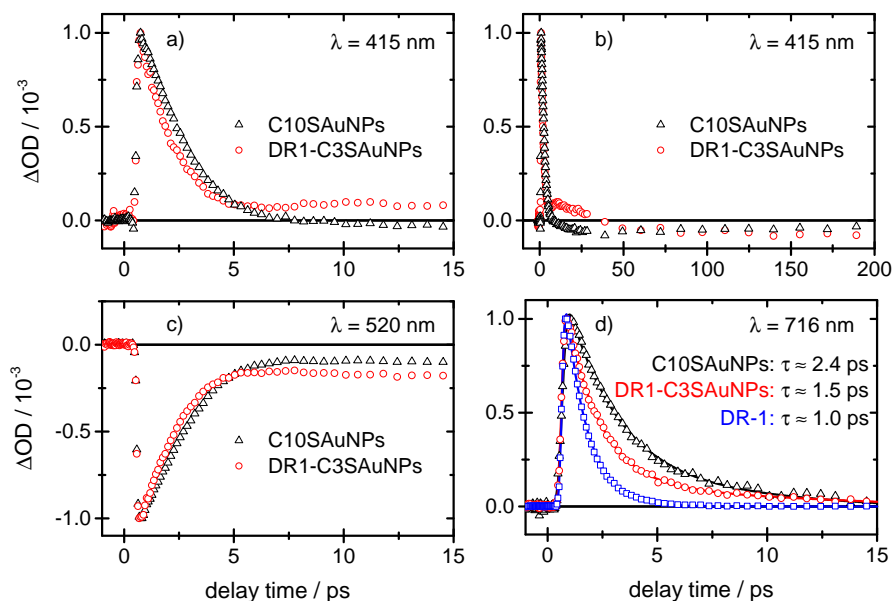 a)
λ = 415 nm
C10SAuNPs
DR1-C3SAuNPs
ΔOD / 10⁻³
1.0
0.5
0.0
0
5
10
15
b)
λ = 415 nm
C10SAuNPs
DR1-C3SAuNPs
1.0
0.5
0.0
0
50
100
150
200
c)
λ = 520 nm
C10SAuNPs
DR1-C3SAuNPs
ΔOD / 10⁻³
0.0
-0.5
-1.0
0
5
10
15
delay time / ps
d)
λ = 716 nm
C10SAuNPs: τ ≈ 2.4 ps
DR1-C3SAuNPs: τ ≈ 1.5 ps
DR-1: τ ≈ 1.0 ps
1.0
0.5
0.0
0
5
10
15
delay time / ps